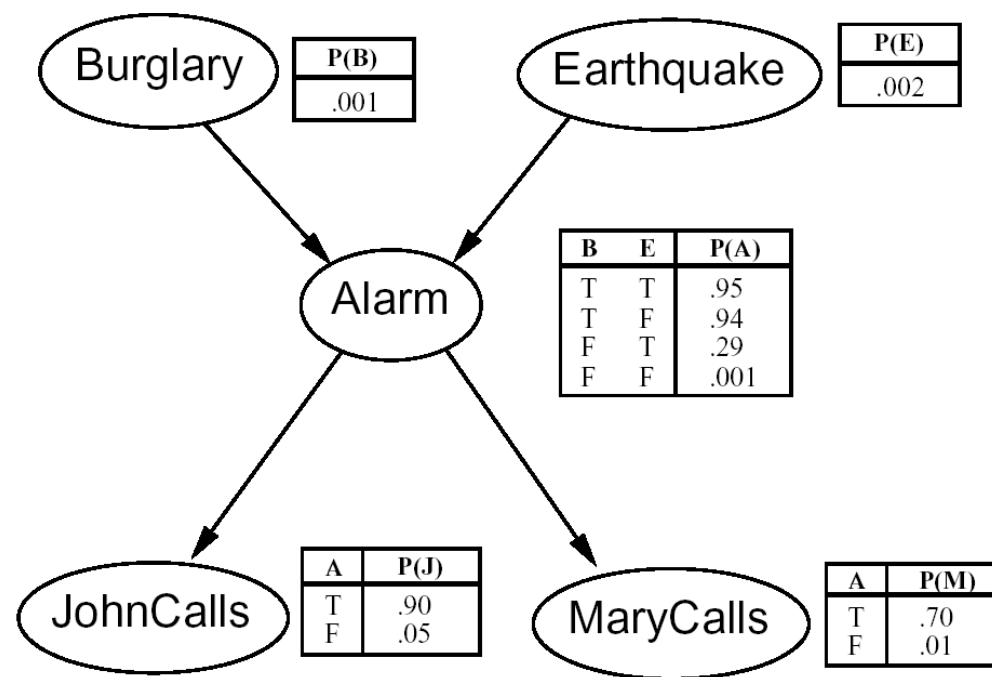 Burglary
P(B)
.001
Earthquake
P(E)
.002
Alarm
B E P(A)
T T .95
T F .94
F T .29
F F .001
JohnCalls
A P(J)
T .90
F .05
MaryCalls
A P(M)
T .70
F .01